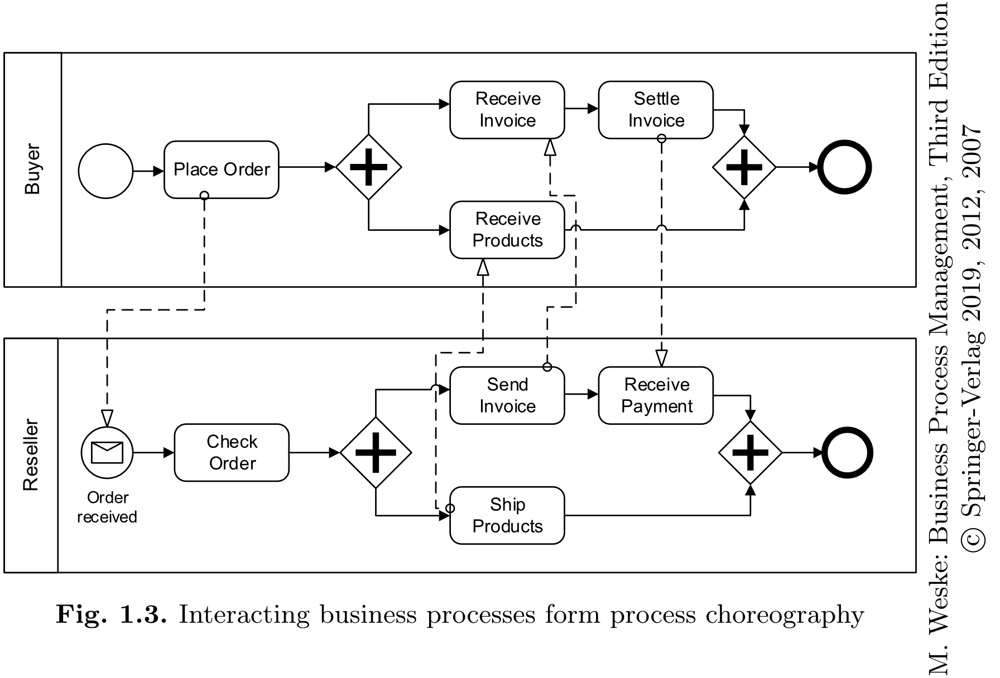 Buyer
Place Order
Receive
Invoice
Settle
Invoice
Receive
Products
Reseller
Order
received
Check
Order
Send
Invoice
Receive
Payment
Ship
Products
Fig. 1.3. Interacting business processes form process choreography
M. Weske: Business Process Management, Third Edition
© Springer-Verlag 2019, 2012, 2007